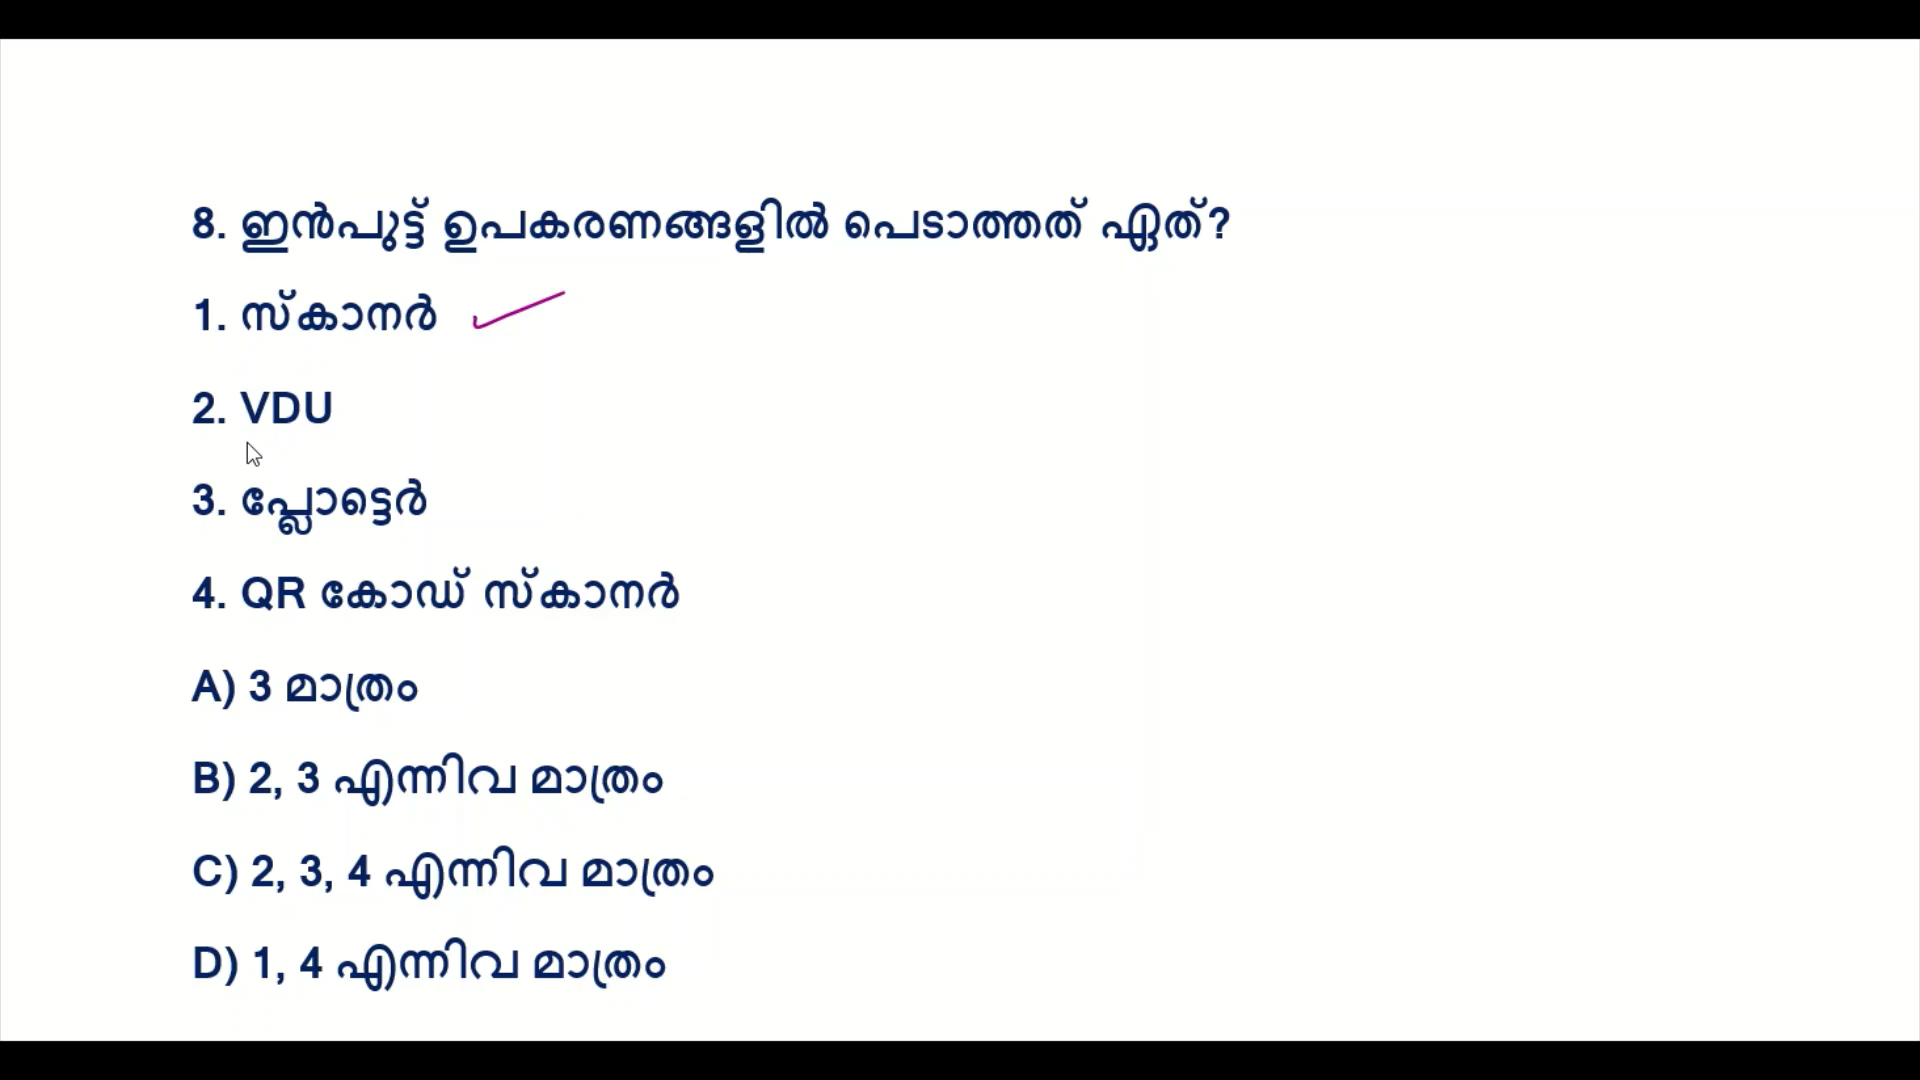 8. ഇൻപുട്ട് ഉപകരണങ്ങളിൽ പെടാത്തത് ഏത്?
1. സ്കാനർ
2. VDU
3. പ്ലോട്ടെർ
4. QR കോഡ് സ്കാനർ
A) 3 മാത്രം
B) 2, 3 എന്നിവ മാത്രം
C) 2, 3, 4 എന്നിവ മാത്രം
D) 1, 4 എന്നിവ മാത്രം